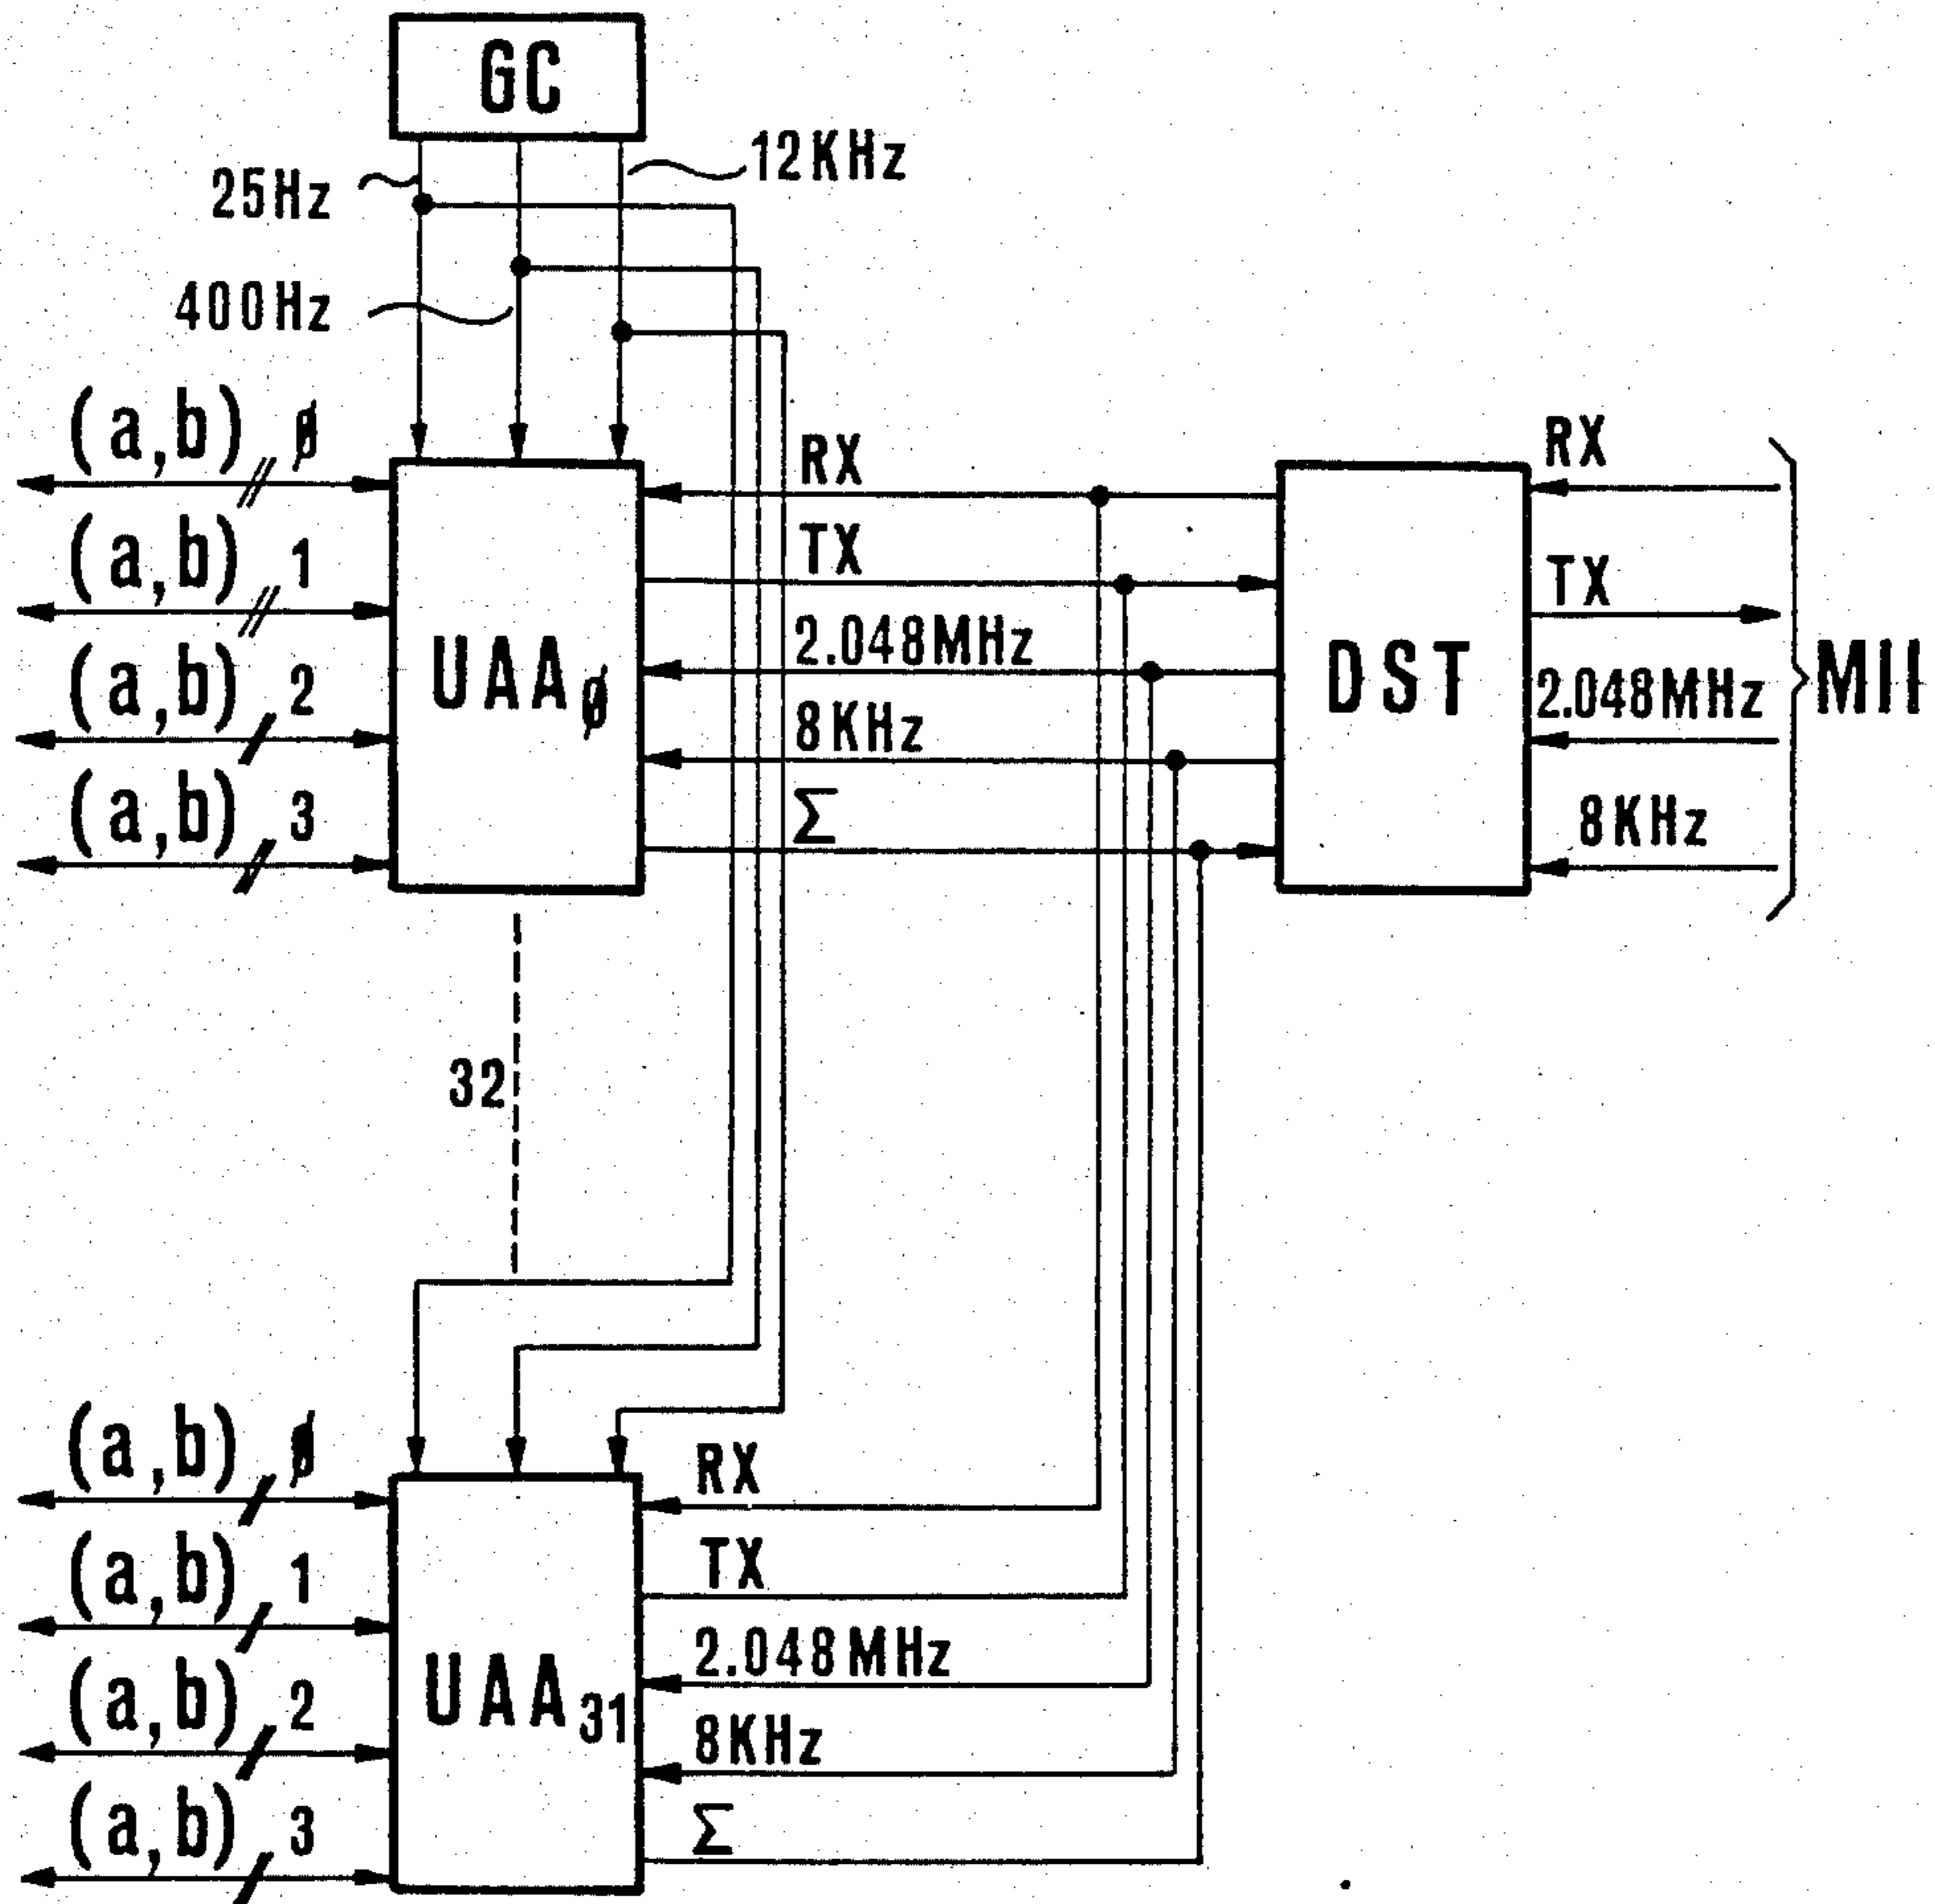 GC
25Hz
12KHz
400Hz
(a,b) ∅
(a,b) 1
(a,b) 2
(a,b) 3
UAA∅
RX
TX
2.048MHz
8KHz
Σ
DST
RX
TX
2.048MHz
8KHz
MII
32
(a,b) ∅
(a,b) 1
(a,b) 2
(a,b) 3
UAA31
RX
TX
2.048MHz
8KHz
Σ